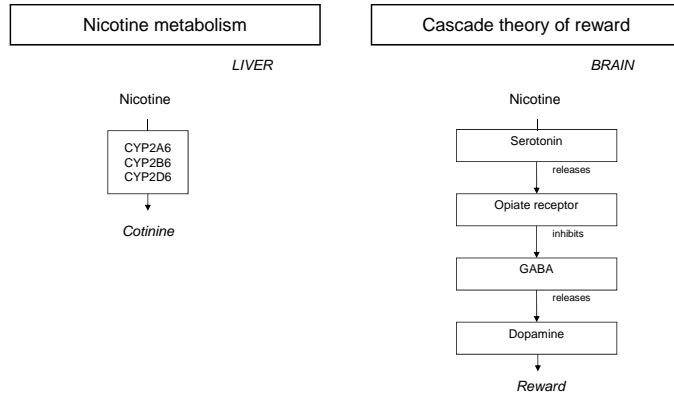 Nicotine metabolism
LIVER
Nicotine
CYP2A6
CYP2B6
CYP2D6
Cotinine
Cascade theory of reward
BRAIN
Nicotine
Serotonin
releases
Opiate receptor
inhibits
GABA
releases
Dopamine
Reward